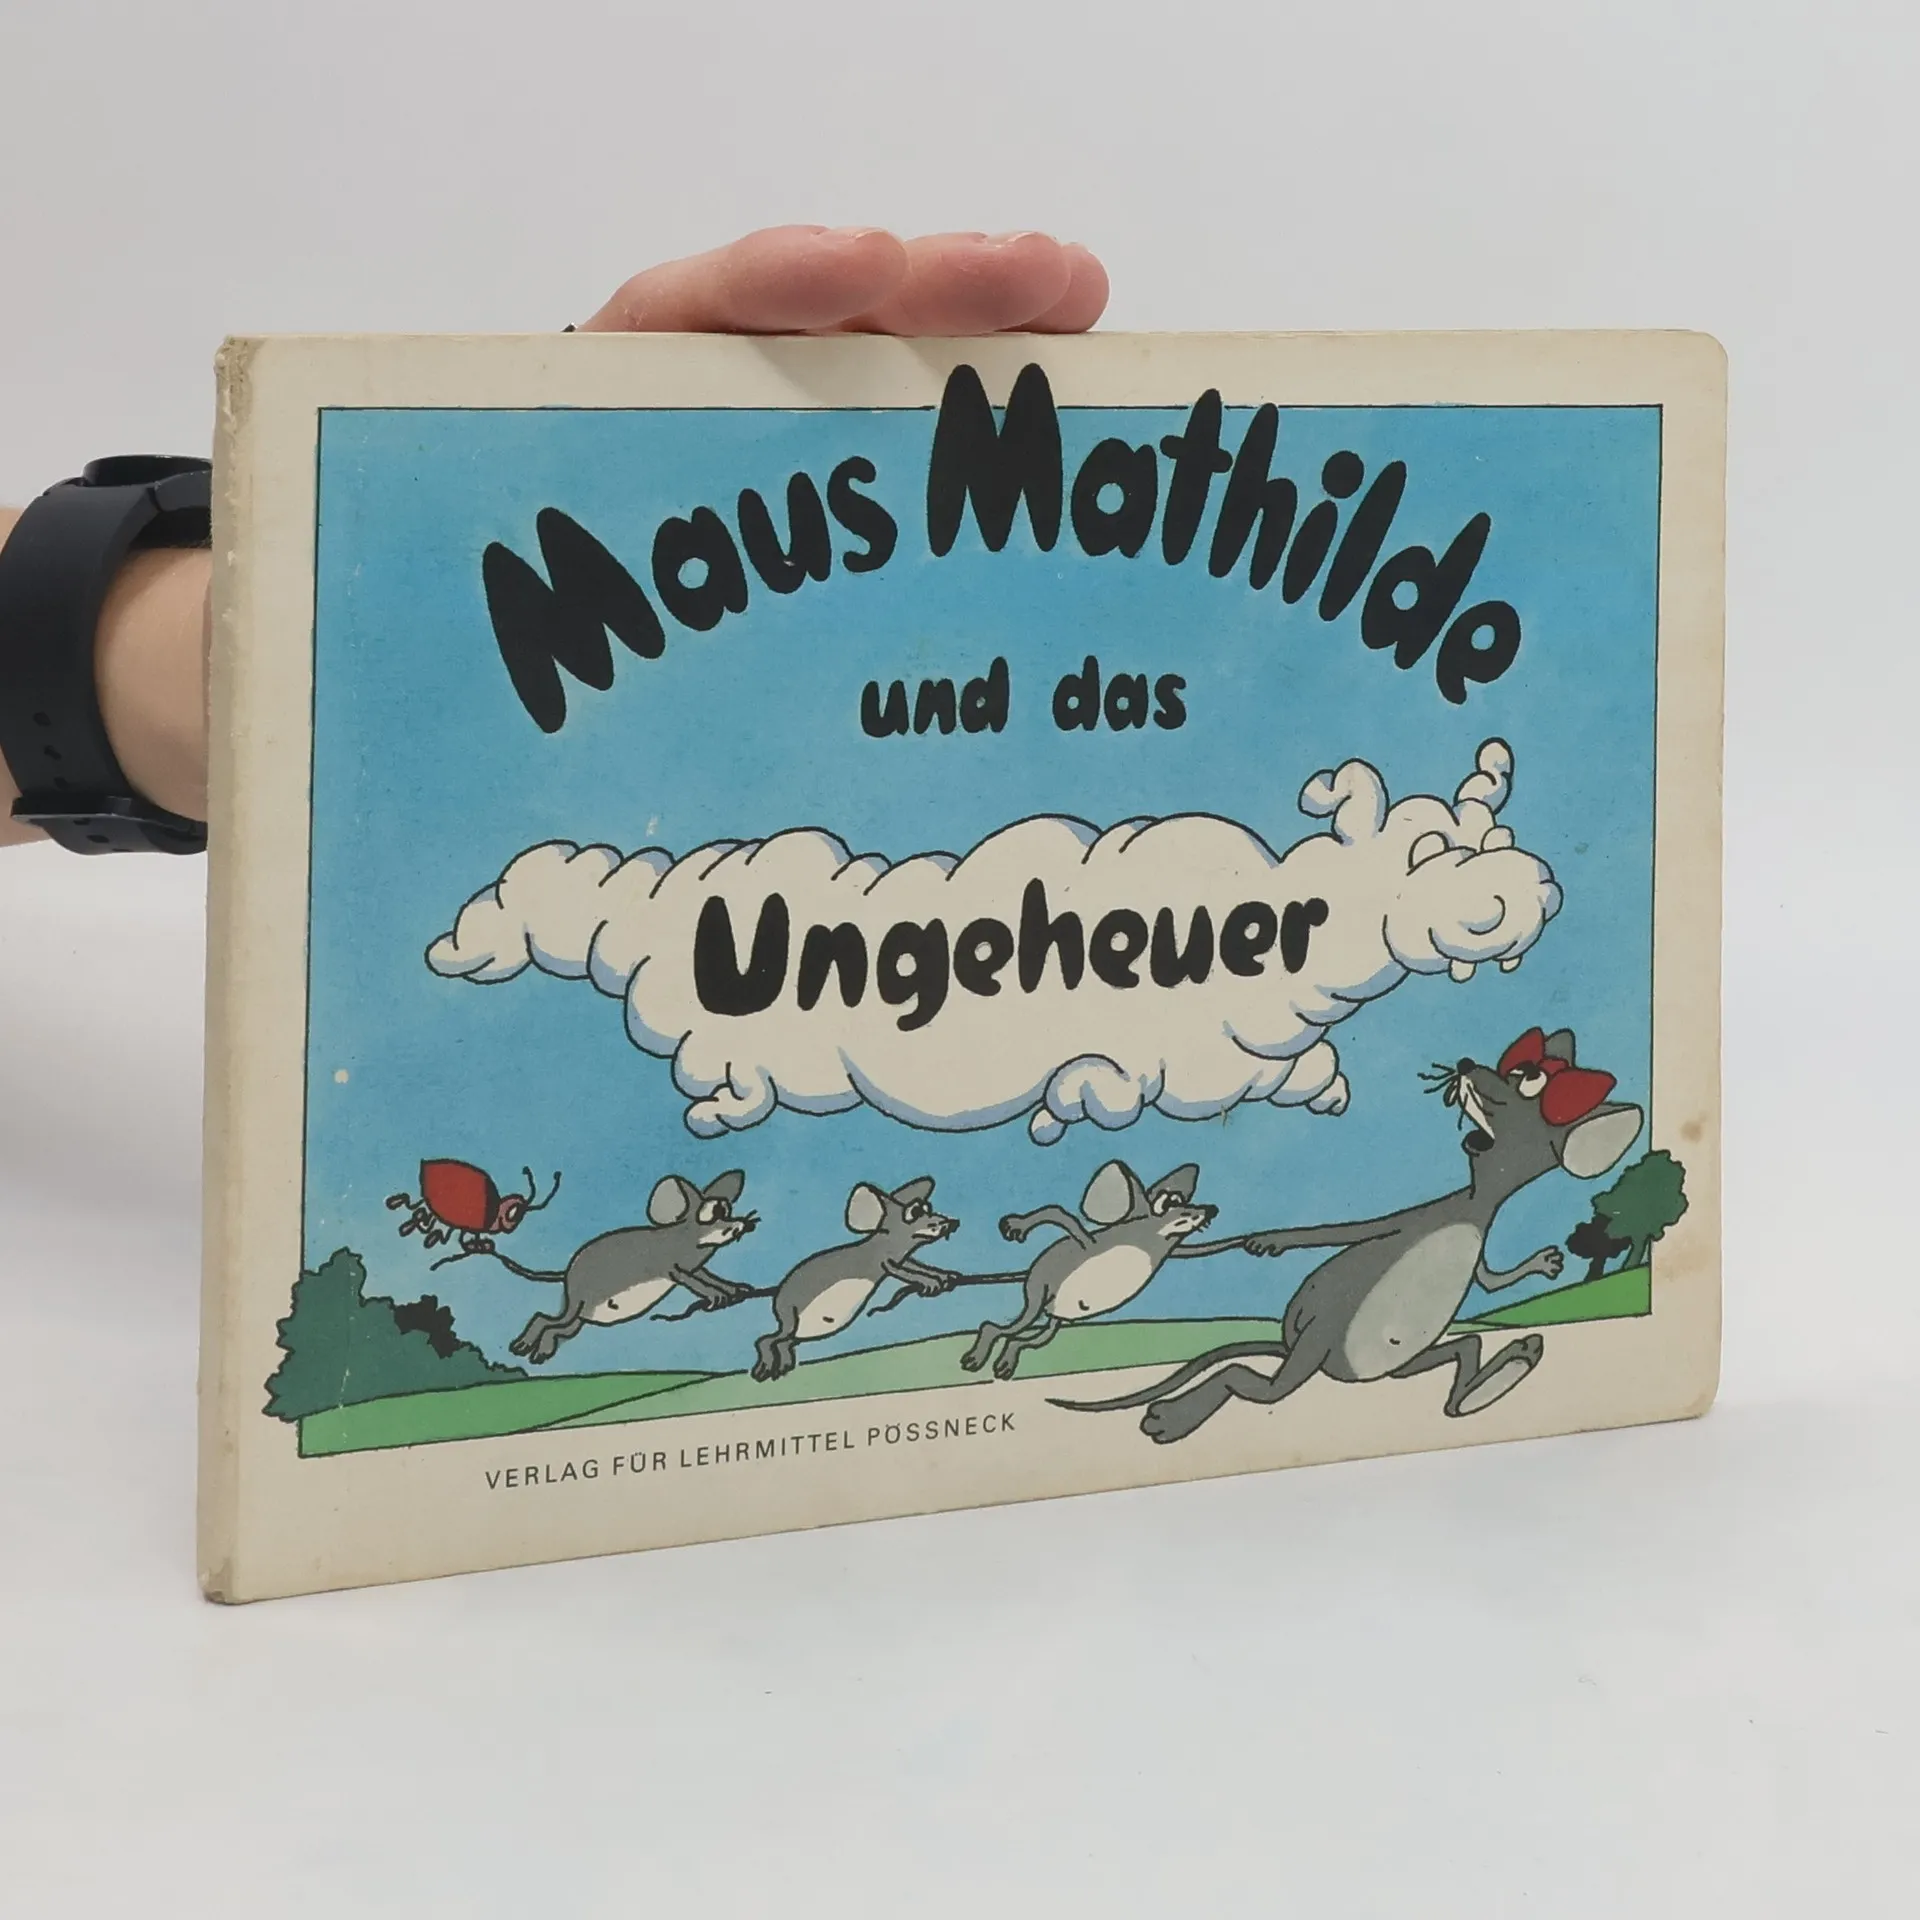 Maus Mathilde
und das
Ungeheuer
VERLAG FÜR LEHRMITTEL PÖSSNECK